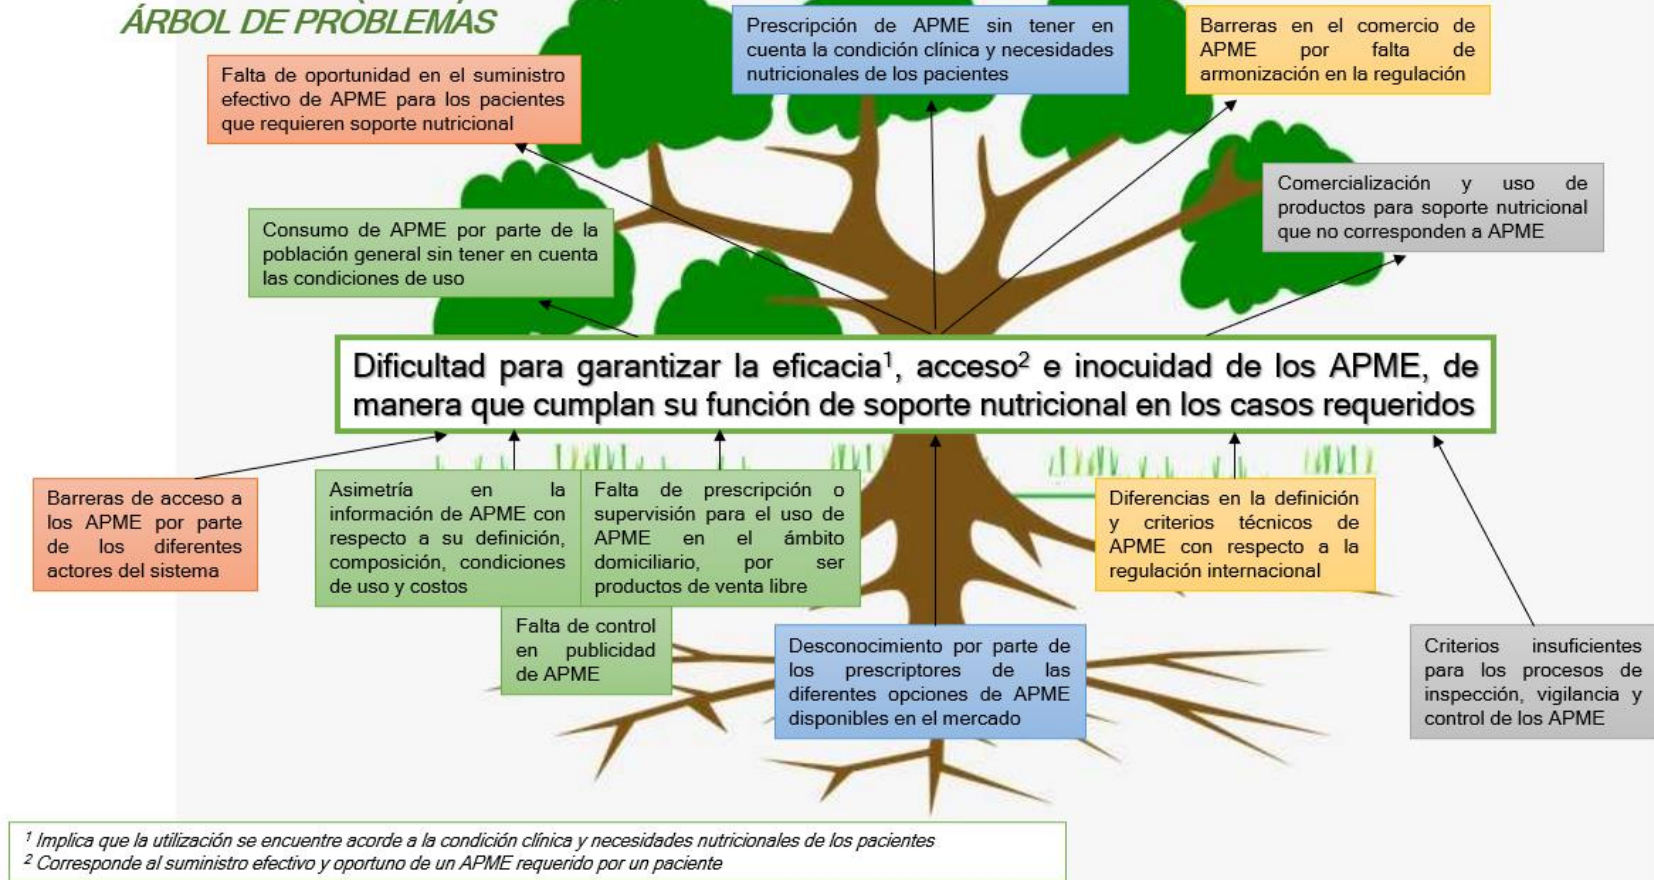 ÁRBOL DE PROBLEMAS
Falta de oportunidad en el suministro
efectivo de APME para los pacientes
que requieren soporte nutricional
Prescripción de APME sin tener en
cuenta la condición clínica y necesidades
nutricionales de los pacientes
Barreras en el comercio de
APME por falta de
armonización en la regulación
Consumo de APME por parte de la
población general sin tener en cuenta
las condiciones de uso
Comercialización y uso de
productos para soporte nutricional
que no corresponden a APME
Dificultad para garantizar la eficacia¹, acceso² e inocuidad de los APME, de
manera que cumplan su función de soporte nutricional en los casos requeridos
Barreras de acceso a
los APME por parte
de los diferentes
actores del sistema
Asimetría en la
información de APME con
respecto a su definición,
composición, condiciones
de uso y costos
Falta de prescripción o
supervisión para el uso de
APME en el ámbito
domiciliario, por ser
productos de venta libre
Falta de control
en publicidad
de APME
Desconocimiento por parte de
los prescriptores de las
diferentes opciones de APME
disponibles en el mercado
Diferencias en la definición
y criterios técnicos de
APME con respecto a la
regulación internacional
Criterios insuficientes
para los procesos de
inspección, vigilancia y
control de los APME
¹ Implica que la utilización se encuentre acorde a la condición clínica y necesidades nutricionales de los pacientes
² Corresponde al suministro efectivo y oportuno de un APME requerido por un paciente